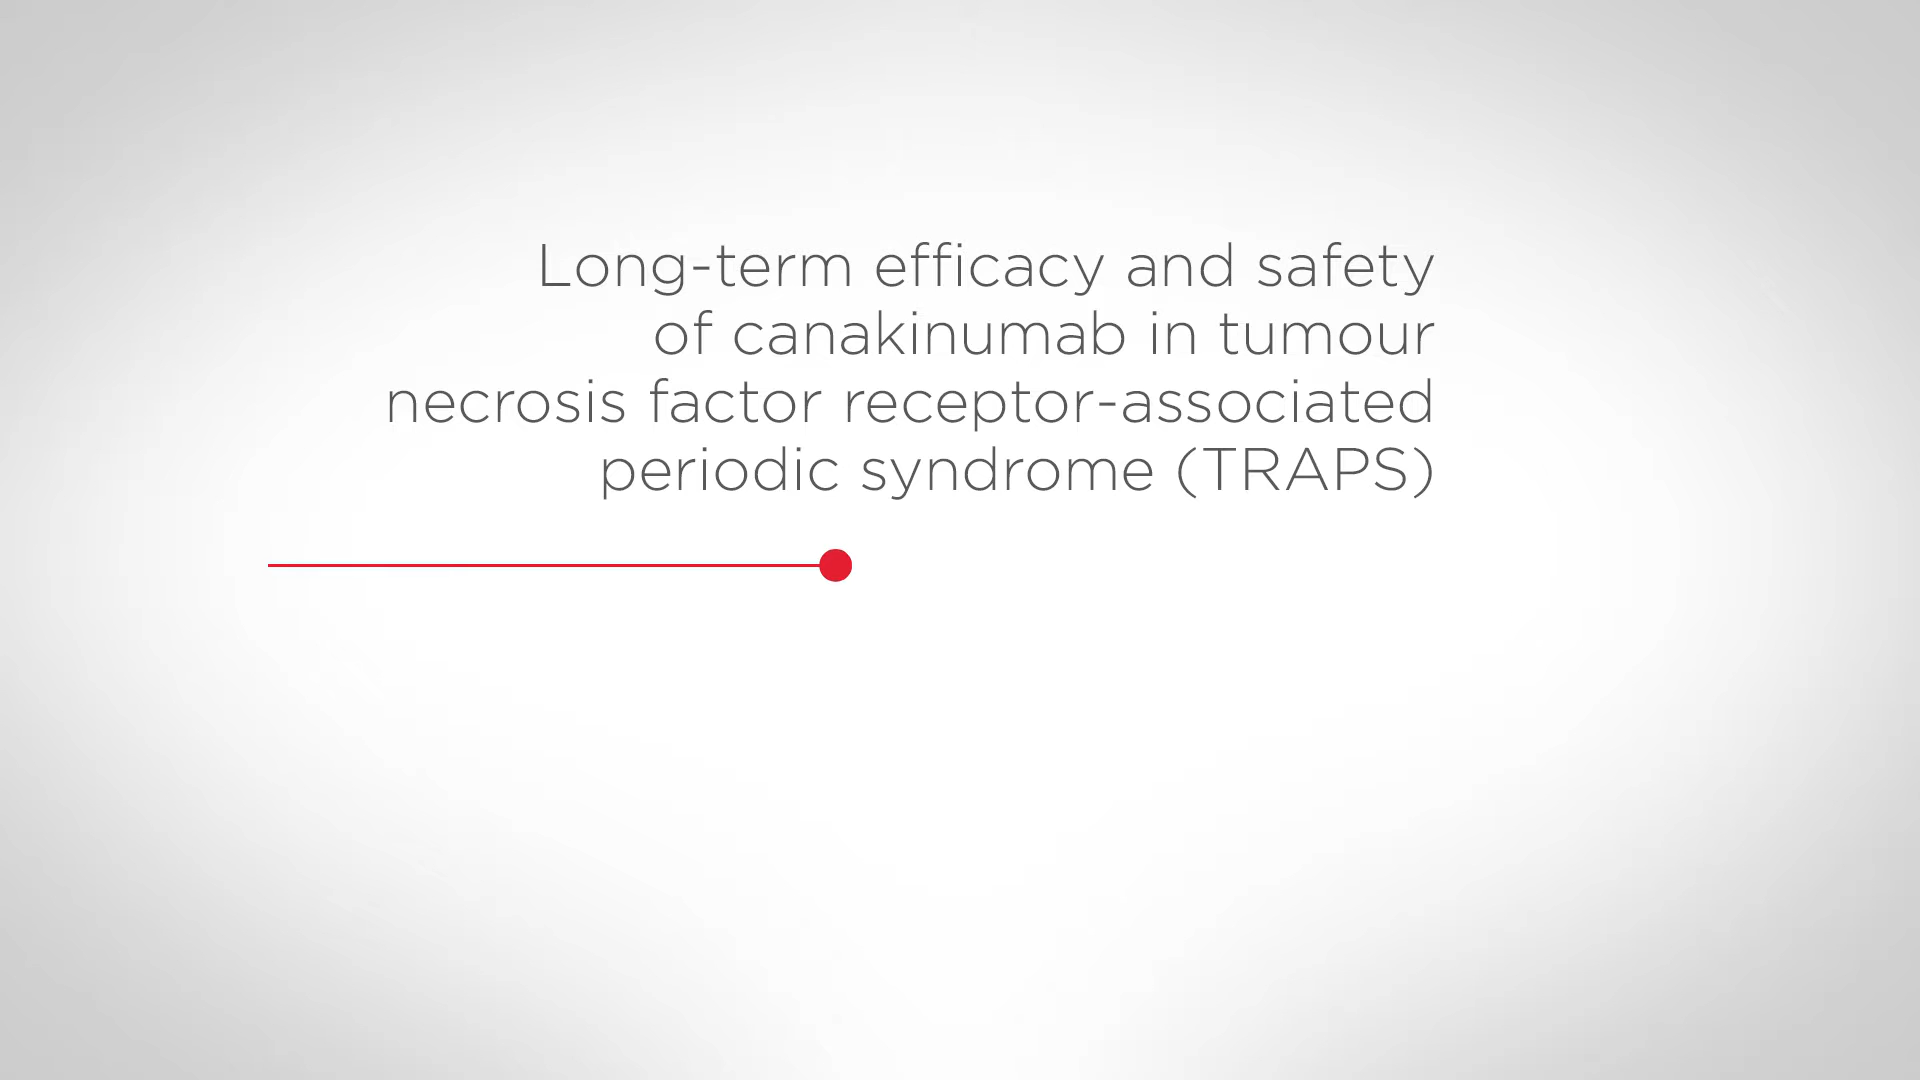 Long-term efficacy and safety
of canakinumab in tumour
necrosis factor receptor-associated
periodic syndrome (TRAPS)